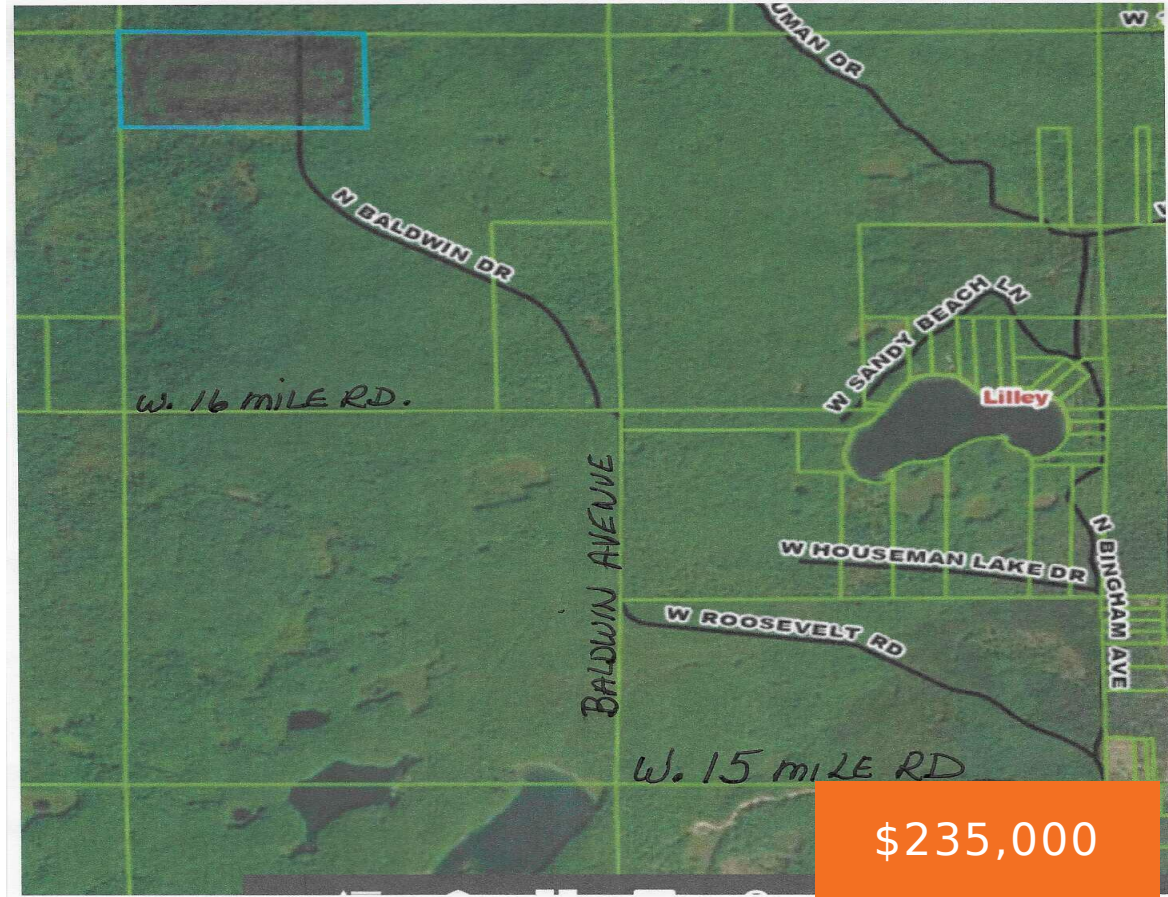 W
UMAN DR
N BALDWIN DR
W SANDY BEACH LN
W. 16 MILE RD.
Lilley
BALDWIN AVENUE
W HOUSEMAN LAKE DR
N BINGHAM AVE
W ROOSEVELT RD
W. 15 MILE RD
$235,000